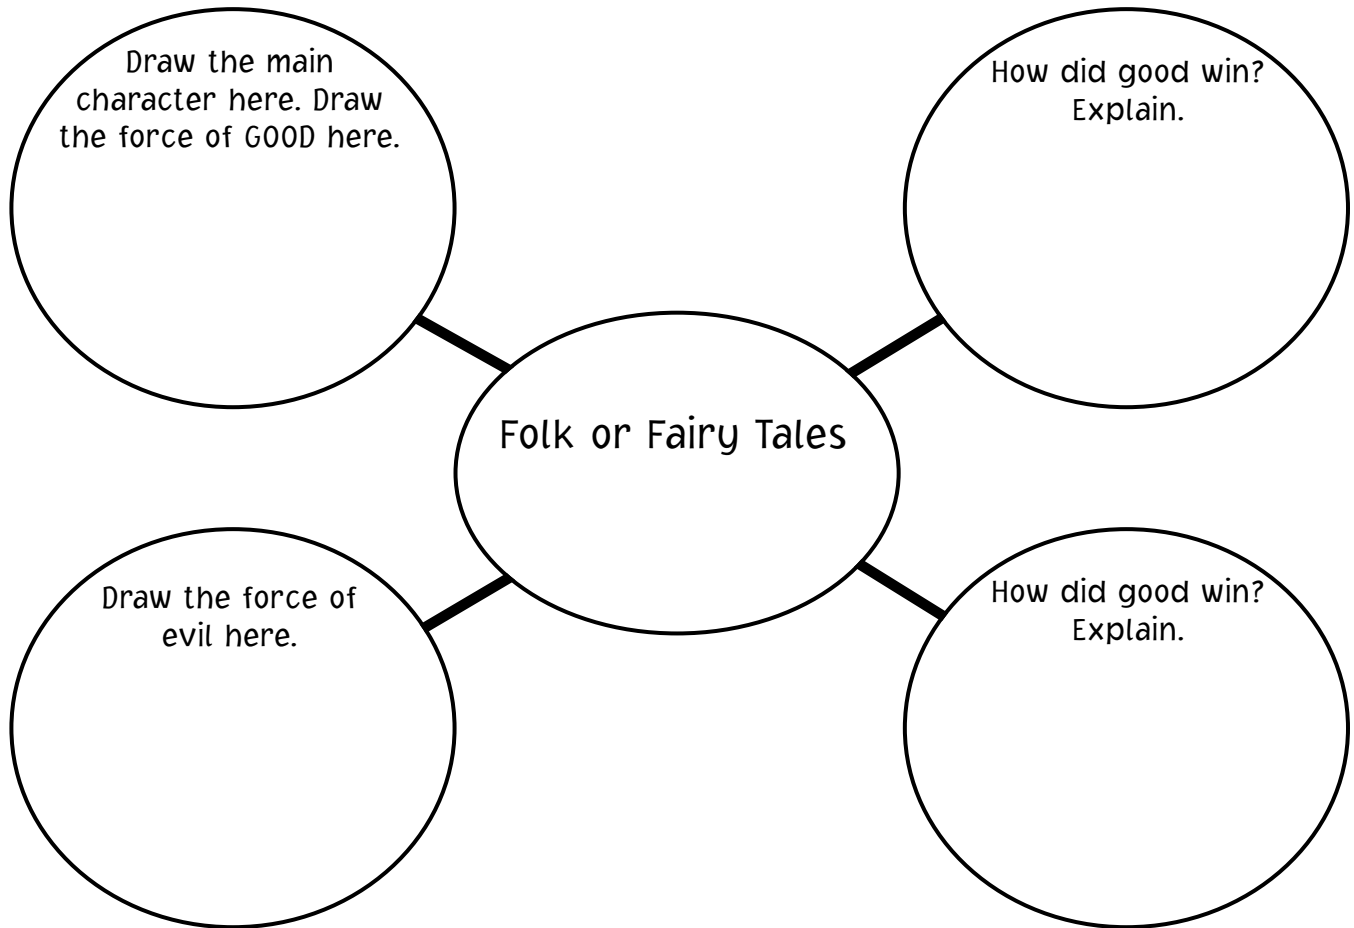 Draw the main
character here. Draw
the force of GOOD here.
How did good win?
Explain.
Folk or Fairy Tales
Draw the force of
evil here.
How did good win?
Explain.